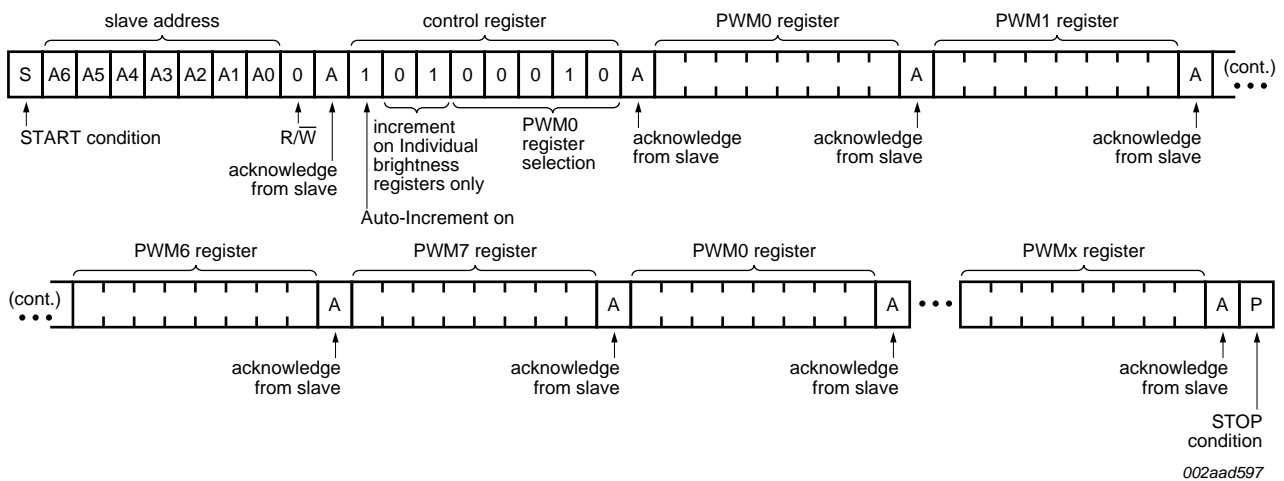 slave address control register PWM0 register PWM1 register
S A6 A5 A4 A3 A2 A1 A0 0 A 1 0 1 0 0 0 1 0 A A A (cont.)
START condition
R/W̅
acknowledge
from slave
increment
on Individual
brightness
registers only
PWM0
register
selection
acknowledge
from slave
acknowledge
from slave
acknowledge
from slave
Auto-Increment on
PWM6 register PWM7 register PWM0 register PWMx register
(cont.) A A A A P
acknowledge
from slave
acknowledge
from slave
acknowledge
from slave
acknowledge
from slave
STOP
condition
002aad597